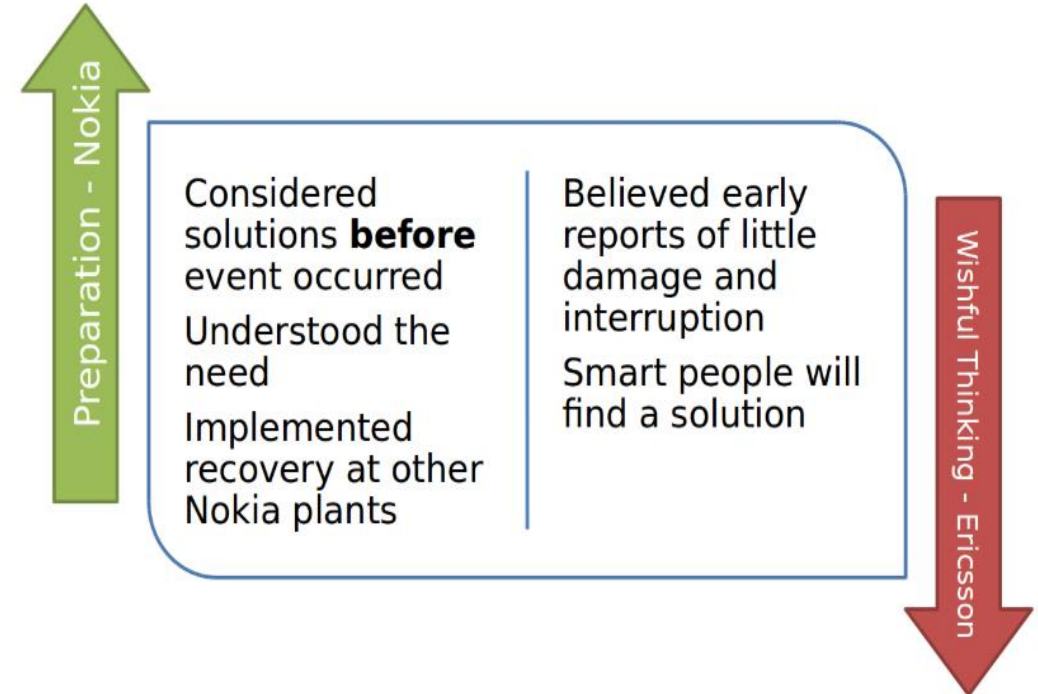 Preparation - Nokia
Considered
solutions before
event occurred
Understood the
need
Implemented
recovery at other
Nokia plants
Believed early
reports of little
damage and
interruption
Smart people will
find a solution
Wishful Thinking - Ericsson